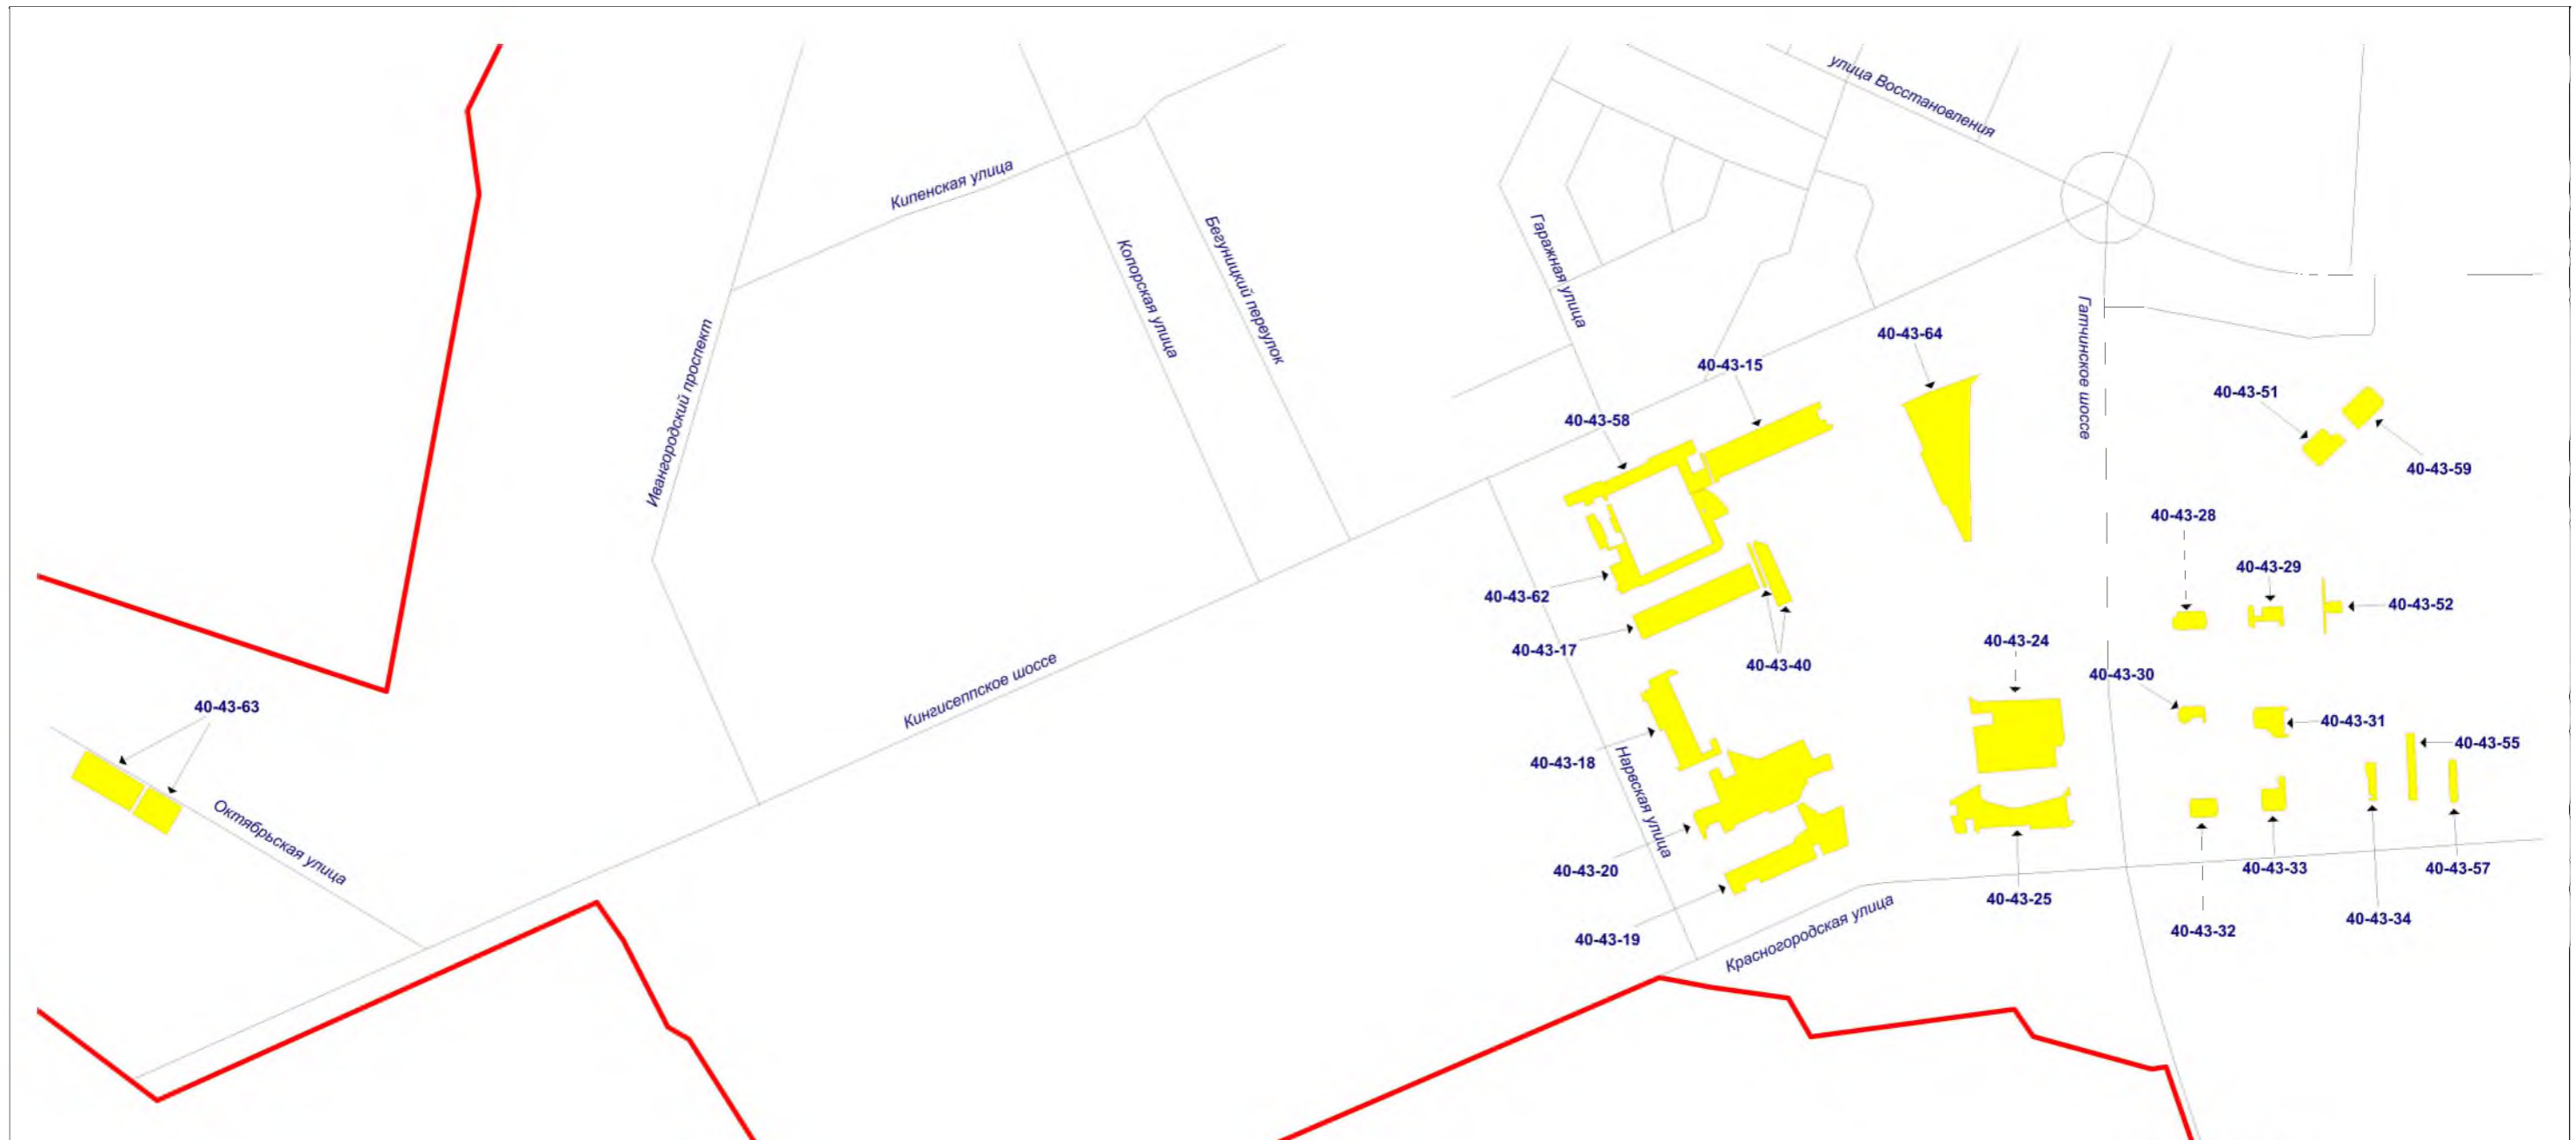 улица Восстановления
Кипенская улица
Копорская улица
Бегуницкий переулок
Гаражная улица
Ивангородский проспект
Гатчинское шоссе
40-43-64
40-43-15
40-43-51
40-43-58
40-43-59
40-43-28
40-43-29
40-43-62
40-43-52
40-43-24
40-43-17
40-43-40
40-43-30
Кингисеппское шоссе
40-43-63
40-43-31
40-43-55
40-43-18
Нарвская улица
Октябрьская улица
40-43-20
40-43-33
40-43-57
40-43-25
40-43-34
40-43-32
40-43-19
Красногородская улица